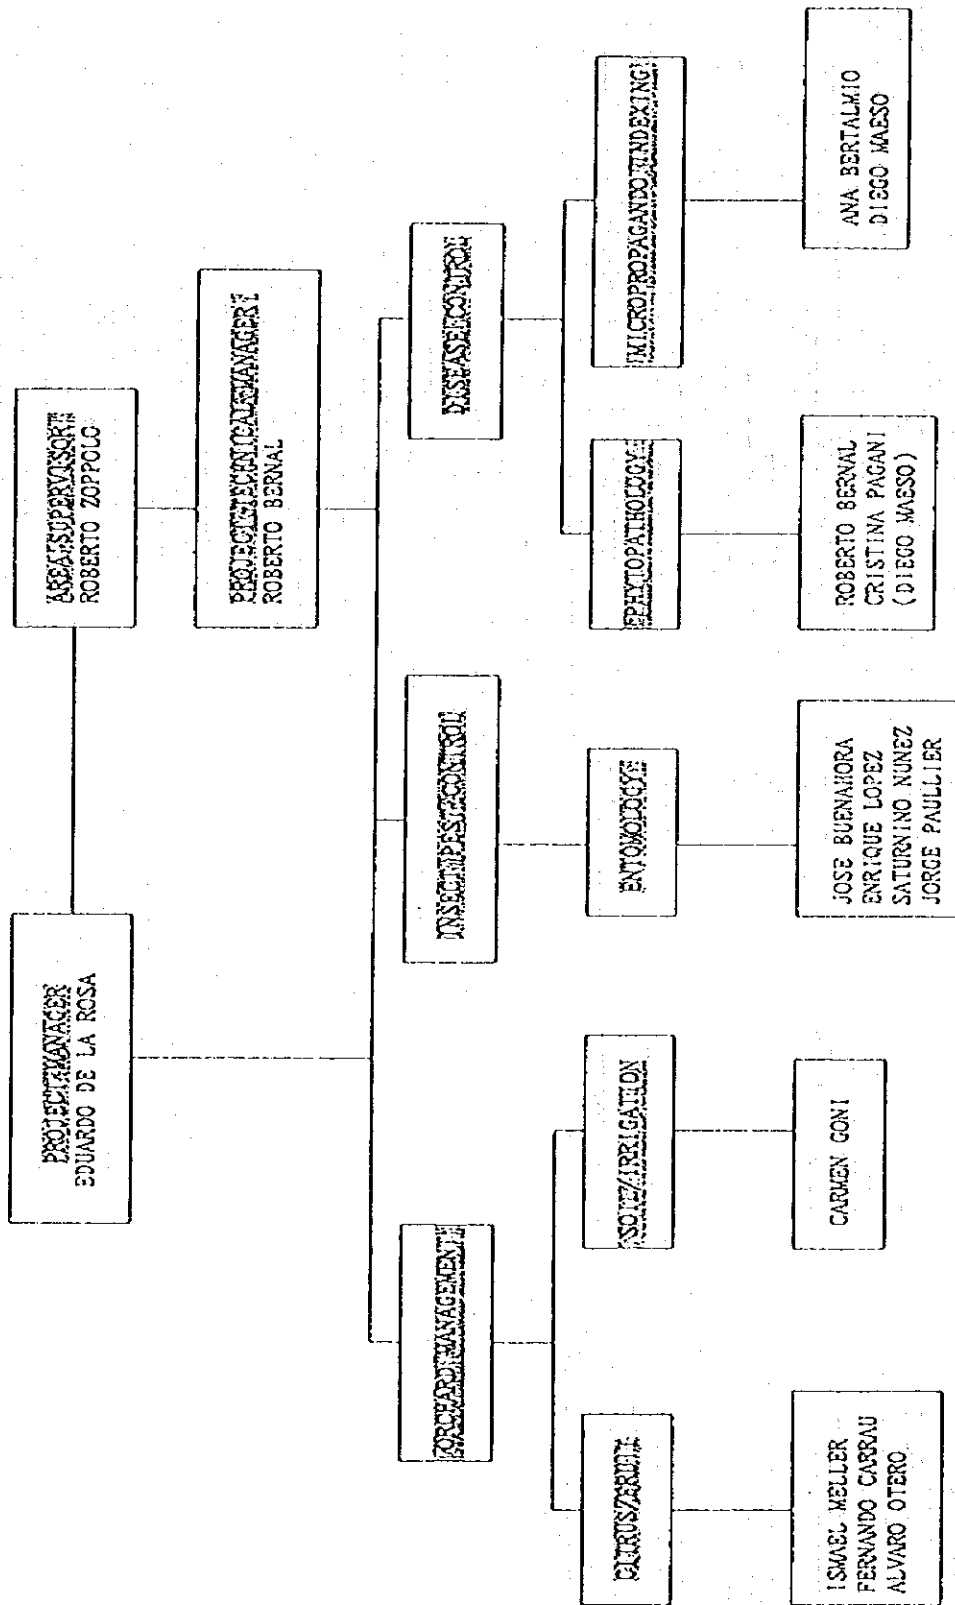 PROJECT MANAGER
EDUARDO DE LA ROSA
AREA SUPERVISOR
ROBERTO ZOPPOLO
PROJECT TECHNICAL MANAGER
ROBERTO BERNAL
ORCHARD MANAGEMENT
INSECT PEST CONTROL
DISEASE CONTROL
CITRUS
SOIL/IRRIGATION
ENTOMOLOGY
PHYTOPATHOLOGY
INDEXING
ISMAEL MELLER
FERNANDO CARRAU
ALVARO OTERO
CARMEN GONI
JOSE BUENAHORA
ENRIQUE LOPEZ
SATURNINO NUNEZ
JORGE PAULLIER
ROBERTO BERNAL
CRISTINA PAGANI
(DIEGO MAESO)
ANA BERTALMIO
DIEGO MAESO